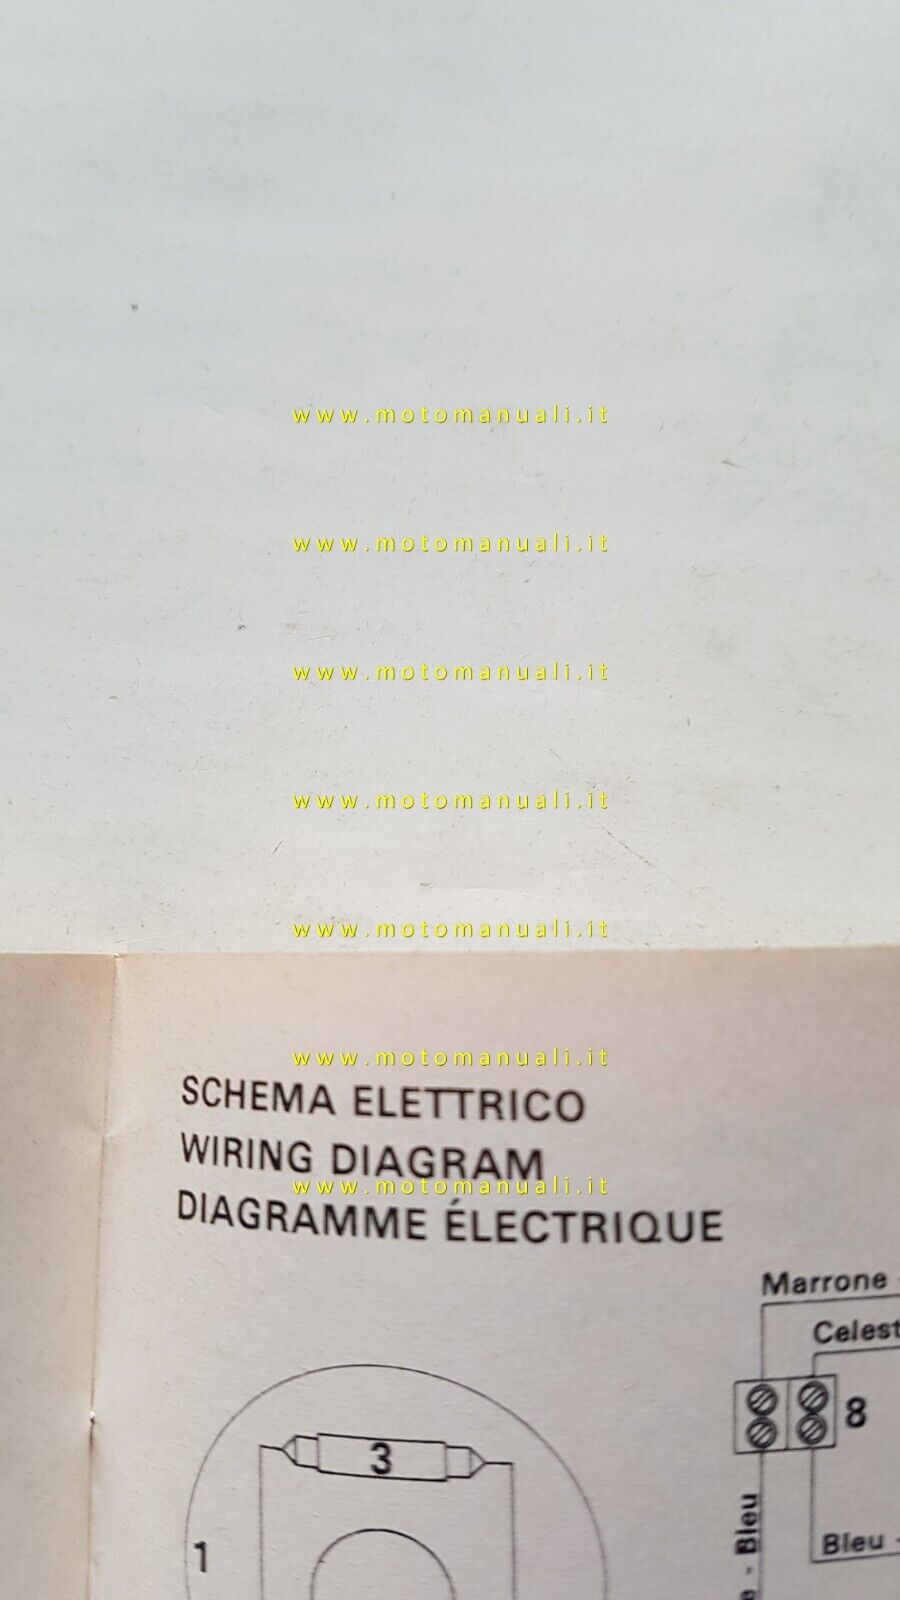 www.motomanuali.it
www.motomanuali.it
www.motomanuali.it
www.motomanuali.it
www.motomanuali.it
www.motomanuali.it
SCHEMA ELETTRICO
WIRING DIAGRAM
www.motomanuali.it
DIAGRAMME ÉLECTRIQUE
Marrone -
Celest
8
3
- Bleu
Bleu -
1